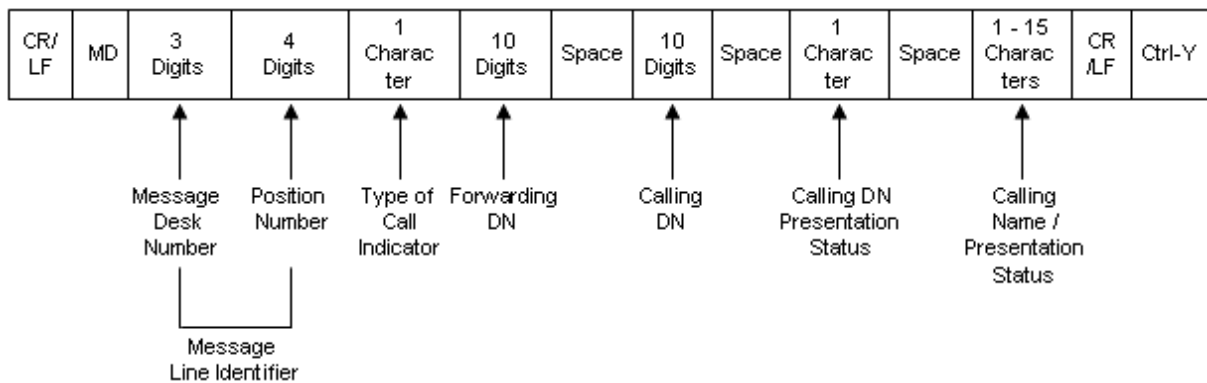 CR/
LF
MD
3
Digits
4
Digits
1
Charac
ter
10
Digits
Space
10
Digits
Space
1
Charac
ter
Space
1 - 15
Charac
ters
CR
/LF
Ctrl-Y
Message
Desk
Number
Position
Number
Type of
Call
Indicator
Forwarding
DN
Calling
DN
Calling DN
Presentation
Status
Calling
Name /
Presentation
Status
Message
Line Identifier